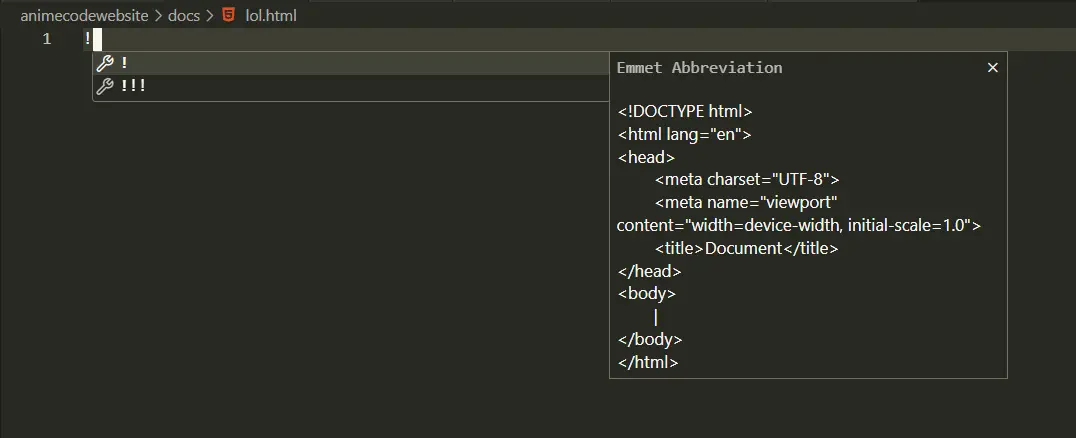 animecodewebsite > docs > lol.html
1 !
!
!!!
Emmet Abbreviation ×
<!DOCTYPE html>
<html lang="en">
<head>
<meta charset="UTF-8">
<meta name="viewport"
content="width=device-width, initial-scale=1.0">
<title>Document</title>
</head>
<body>
|
</body>
</html>